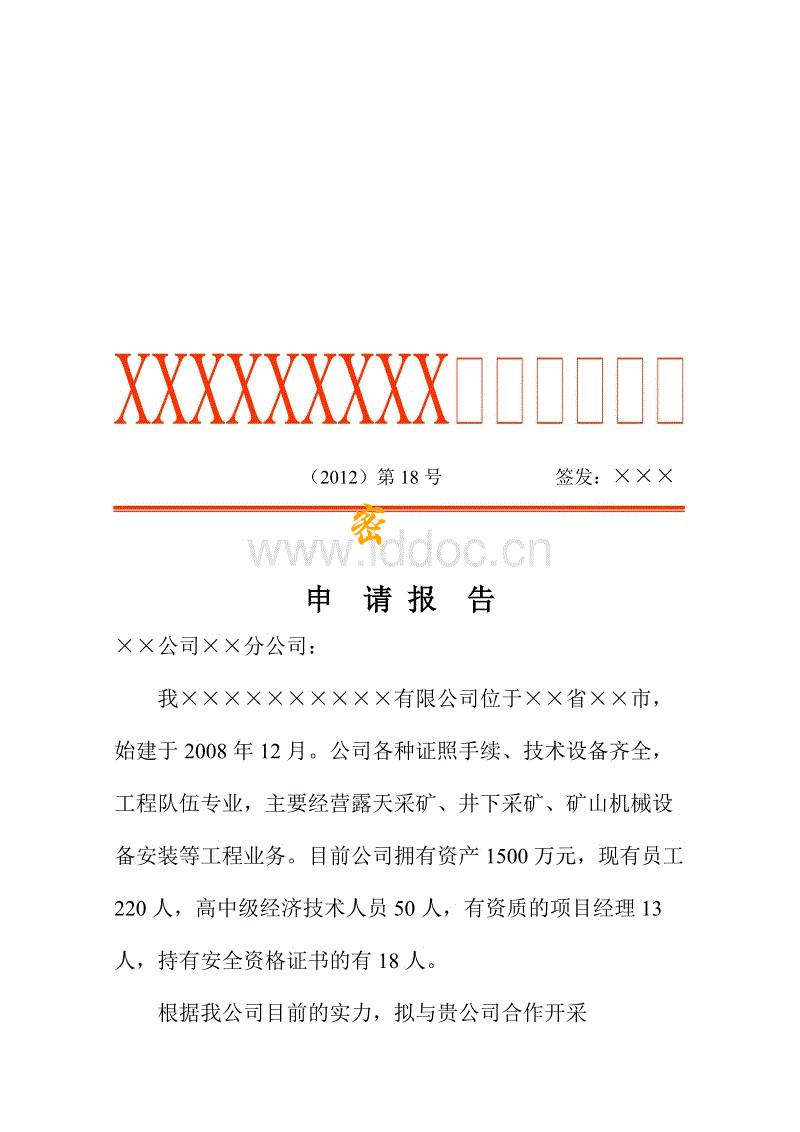 XXXXXXXXX□□□□□□
（2012）第 18 号 签发：×××
密
www.iddoc.cn
申 请 报 告
××公司××分公司：
我××××××××××有限公司位于××省××市，
始建于 2008 年 12 月。公司各种证照手续、技术设备齐全，
工程队伍专业，主要经营露天采矿、井下采矿、矿山机械设
备安装等工程业务。目前公司拥有资产 1500 万元，现有员工
220 人，高中级经济技术人员 50 人，有资质的项目经理 13
人，持有安全资格证书的有 18 人。
根据我公司目前的实力，拟与贵公司合作开采